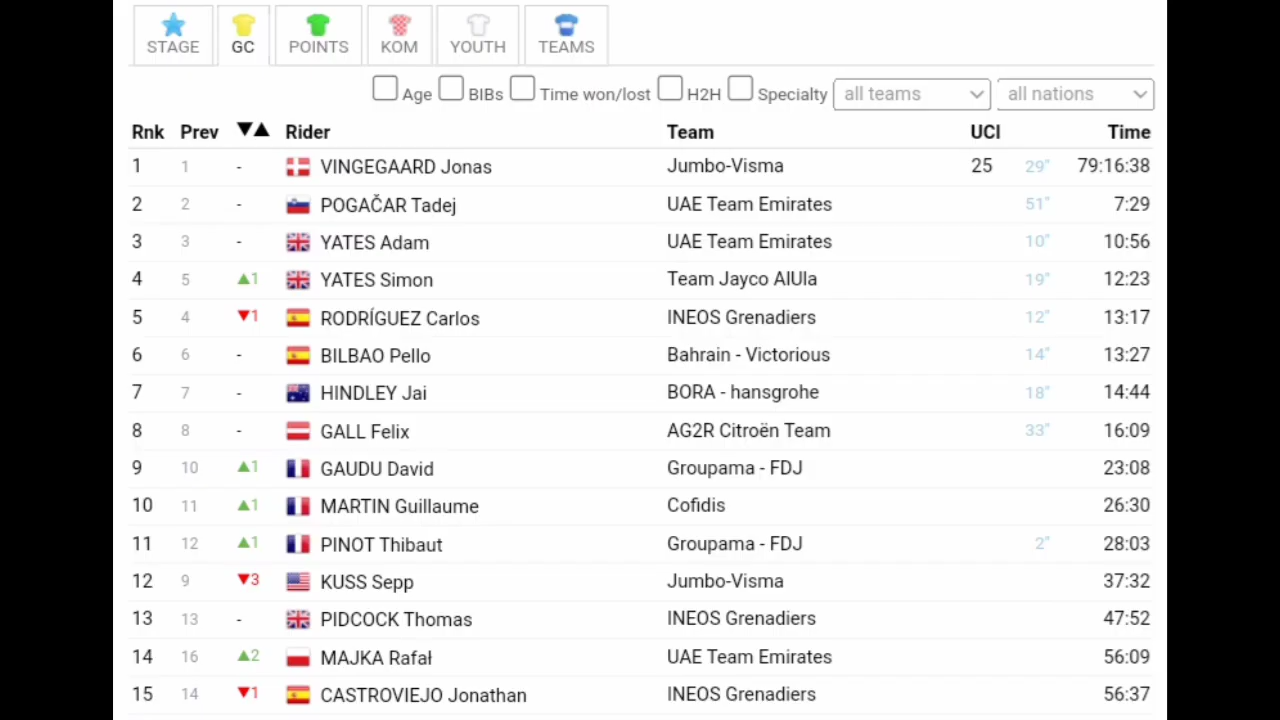 STAGE GC POINTS KOM YOUTH TEAMS
Age BIBs Time won/lost H2H Specialty all teams all nations
Rnk Prev ▼▲ Rider Team UCI Time
1 1 - VINGEGAARD Jonas Jumbo-Visma 25 29" 79:16:38
2 2 - POGAČAR Tadej UAE Team Emirates 51" 7:29
3 3 - YATES Adam UAE Team Emirates 10" 10:56
4 5 ▲1 YATES Simon Team Jayco AlUla 19" 12:23
5 4 ▼1 RODRÍGUEZ Carlos INEOS Grenadiers 12" 13:17
6 6 - BILBAO Pello Bahrain - Victorious 14" 13:27
7 7 - HINDLEY Jai BORA - hansgrohe 18" 14:44
8 8 - GALL Felix AG2R Citroën Team 33" 16:09
9 10 ▲1 GAUDU David Groupama - FDJ 23:08
10 11 ▲1 MARTIN Guillaume Cofidis 26:30
11 12 ▲1 PINOT Thibaut Groupama - FDJ 2" 28:03
12 9 ▼3 KUSS Sepp Jumbo-Visma 37:32
13 13 - PIDCOCK Thomas INEOS Grenadiers 47:52
14 16 ▲2 MAJKA Rafał UAE Team Emirates 56:09
15 14 ▼1 CASTROVIEJO Jonathan INEOS Grenadiers 56:37